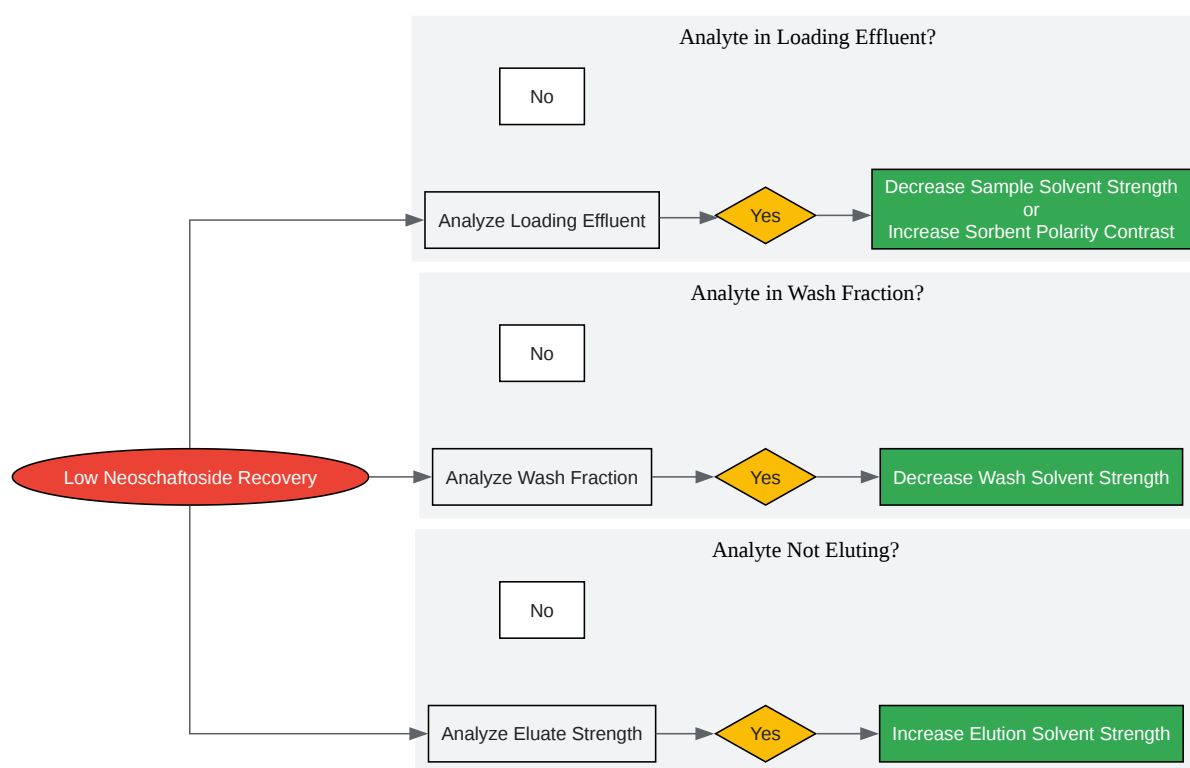 Analyte in Loading Effluent?
No
Analyze Loading Effluent
Yes
Decrease Sample Solvent Strength
or
Increase Sorbent Polarity Contrast
Analyte in Wash Fraction?
No
Low Neoschaftoside Recovery
Analyze Wash Fraction
Yes
Decrease Wash Solvent Strength
Analyte Not Eluting?
No
Analyze Eluate Strength
Yes
Increase Elution Solvent Strength